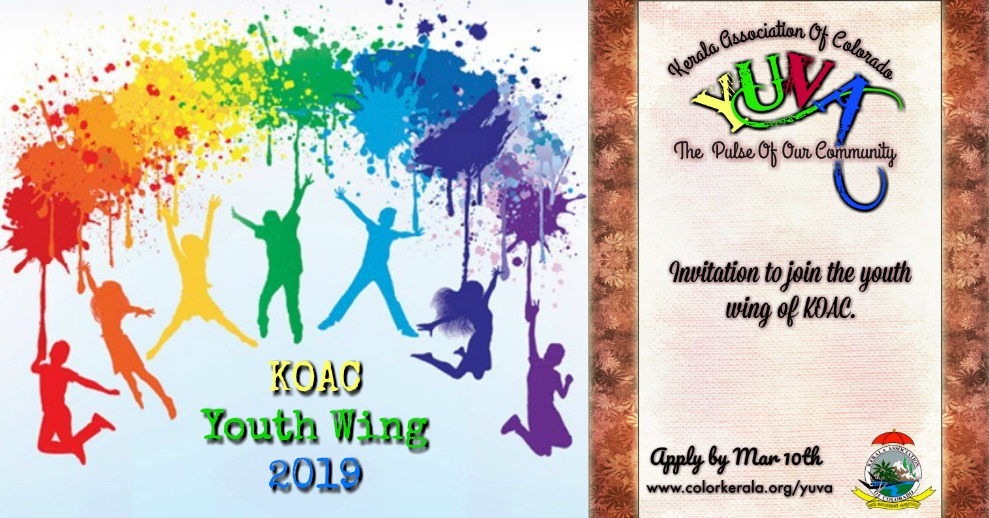 KOAC
Youth Wing
2019
Kerala Association Of Colorado
YUVA
The Pulse Of Our Community
Invitation to join the youth
wing of KOAC.
Apply by Mar 10th
www.colorkerala.org/yuva
KERALA ASSOCIATION
OF COLORADO